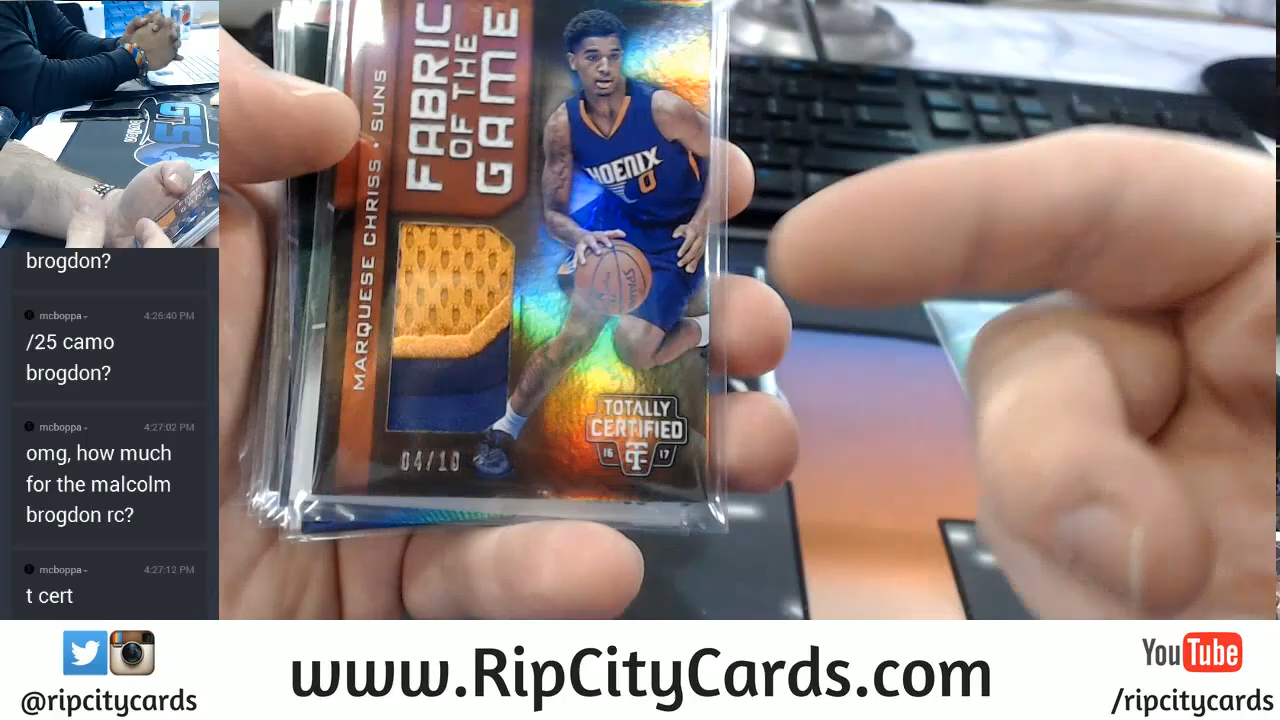 brogdon?
mcboppa
4:26:40 PM
/25 camo
brogdon?
mcboppa
4:27:02 PM
omg, how much
for the malcolm
brogdon rc?
mcboppa
4:27:12 PM
t cert
FABRIC
OF THE
GAME
MARQUESE CHRISS • SUNS
PHOENIX
0
SPALDING
04/10
TOTALLY
CERTIFIED
16 TC 17
@ripcitycards
www.RipCityCards.com
YouTube
/ripcitycards